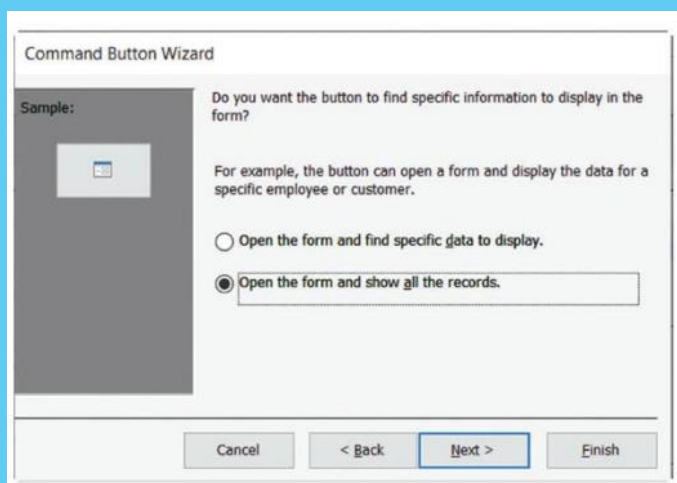 Command Button Wizard
Sample:
Do you want the button to find specific information to display in the
form?
For example, the button can open a form and display the data for a
specific employee or customer.
Open the form and find specific data to display.
Open the form and show all the records.
Cancel
< Back
Next >
Finish